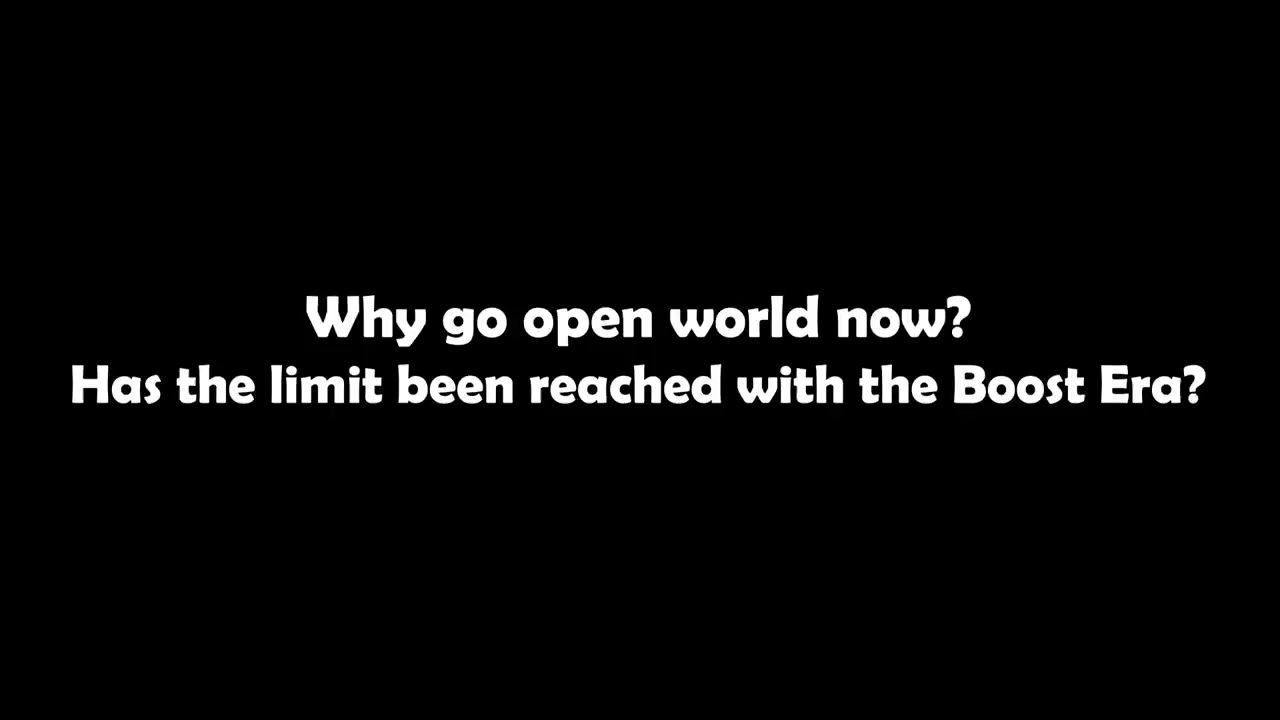 Why go open world now?
Has the limit been reached with the Boost Era?